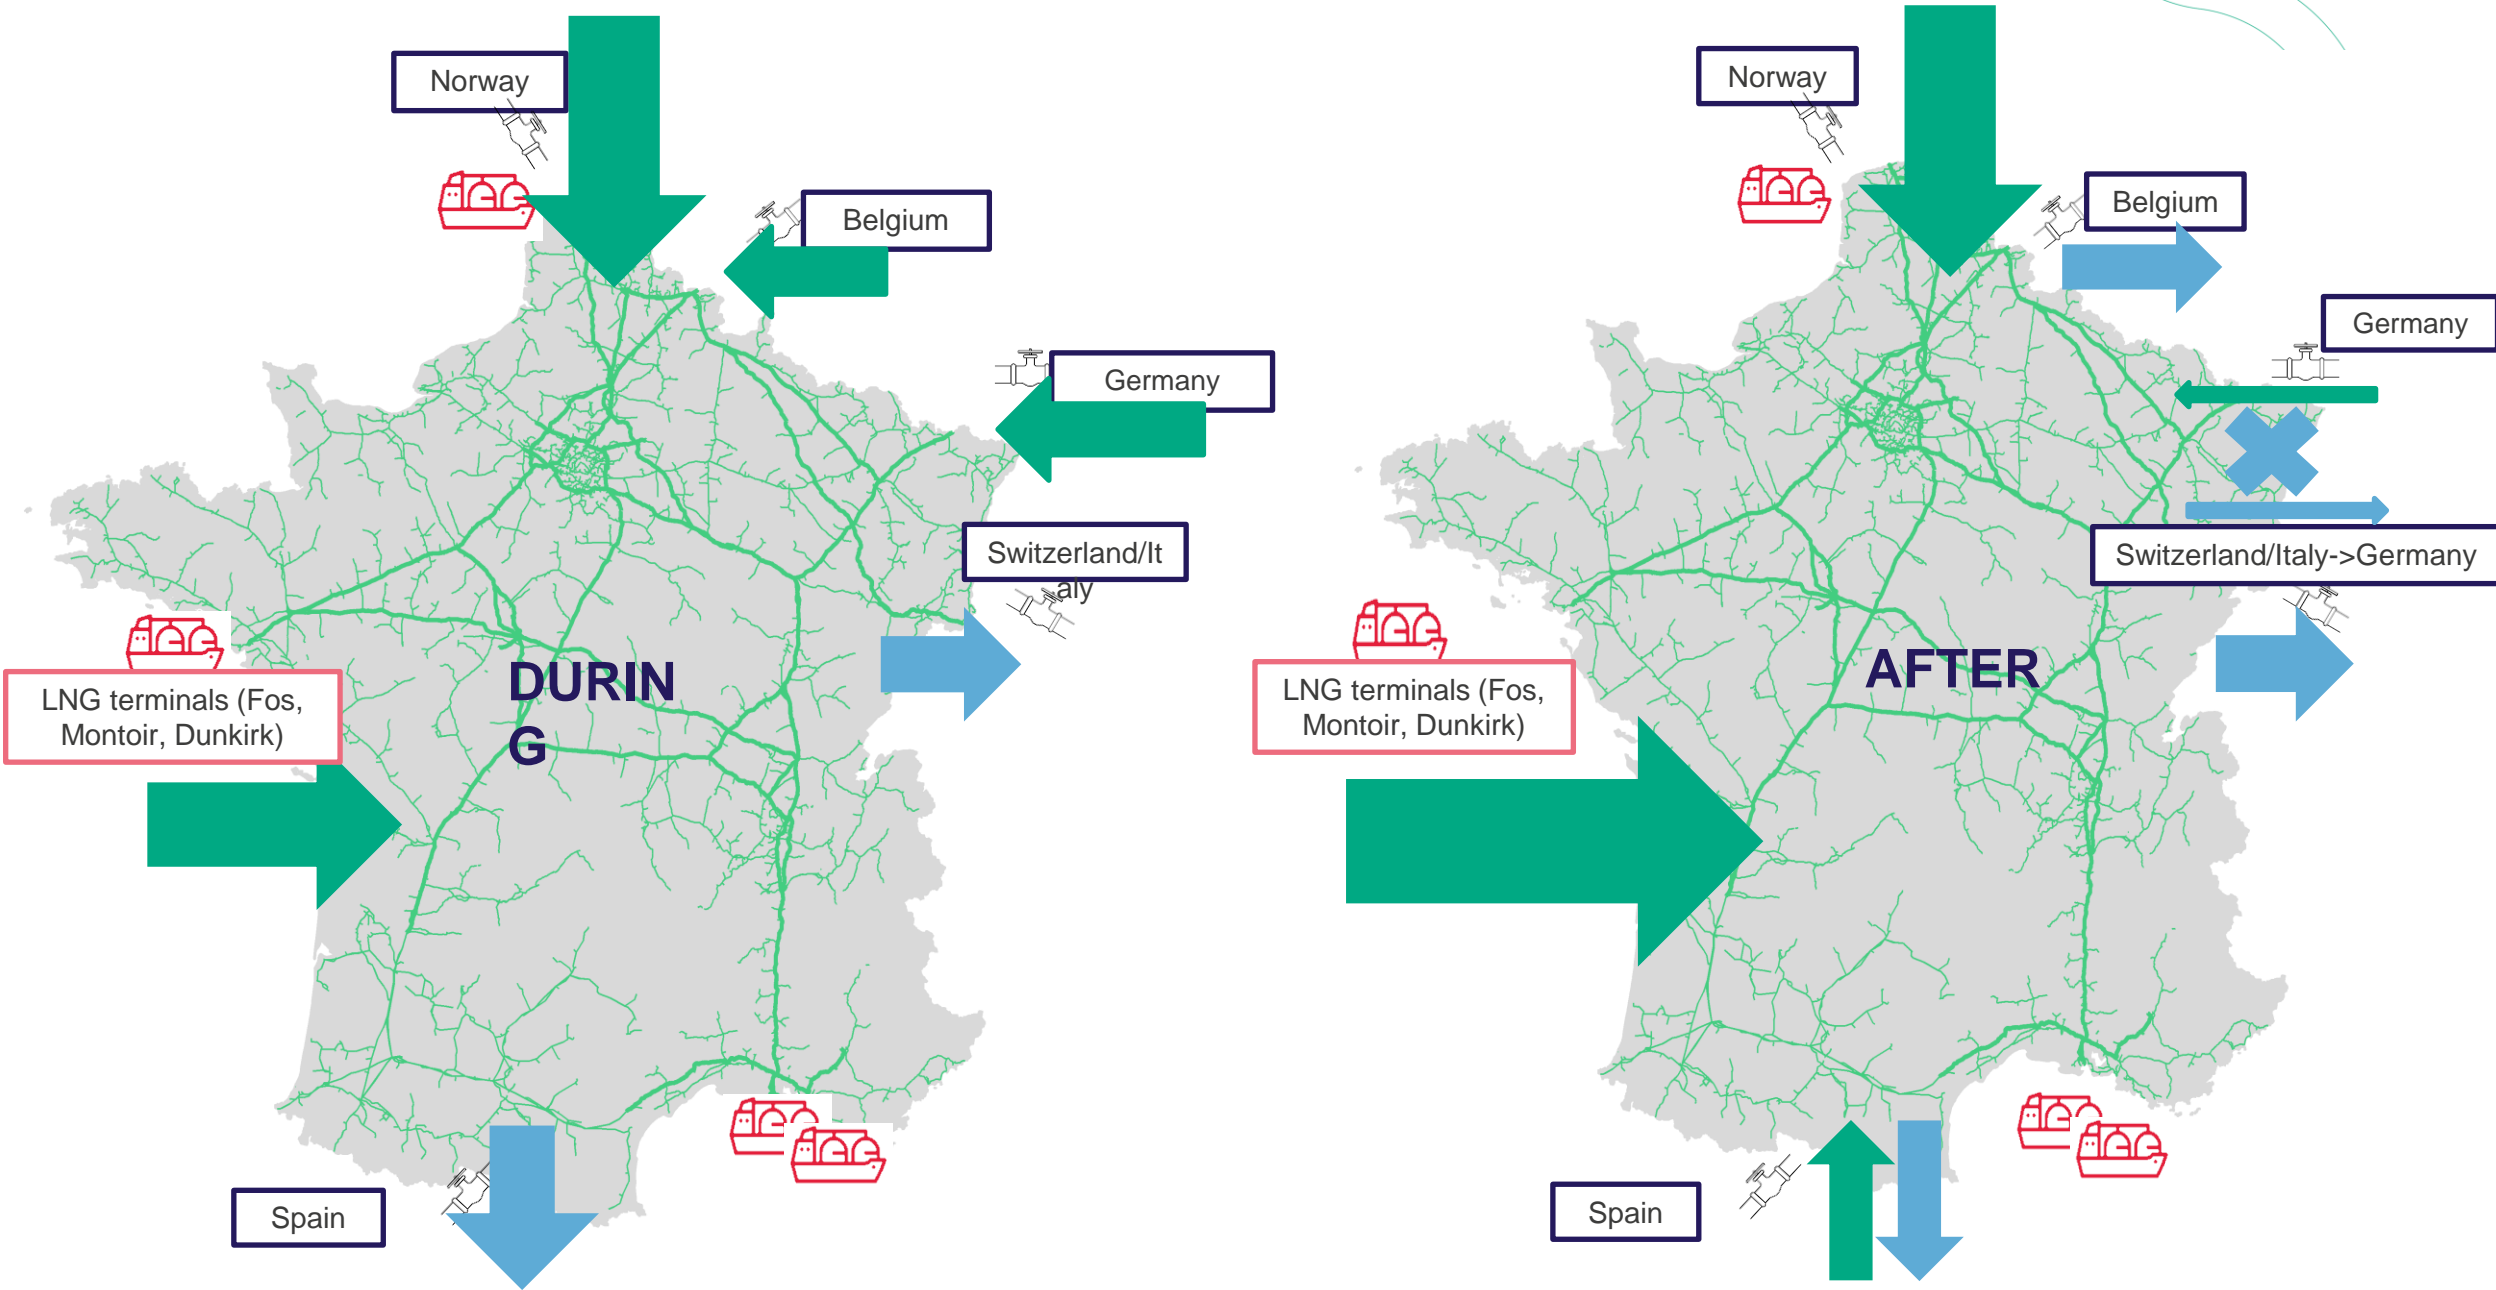 Norway
Belgium
Germany
Switzerland/It
aly
LNG terminals (Fos,
Montoir, Dunkirk)
DURIN
G
Spain
Norway
Belgium
Germany
Switzerland/Italy->Germany
LNG terminals (Fos,
Montoir, Dunkirk)
AFTER
Spain